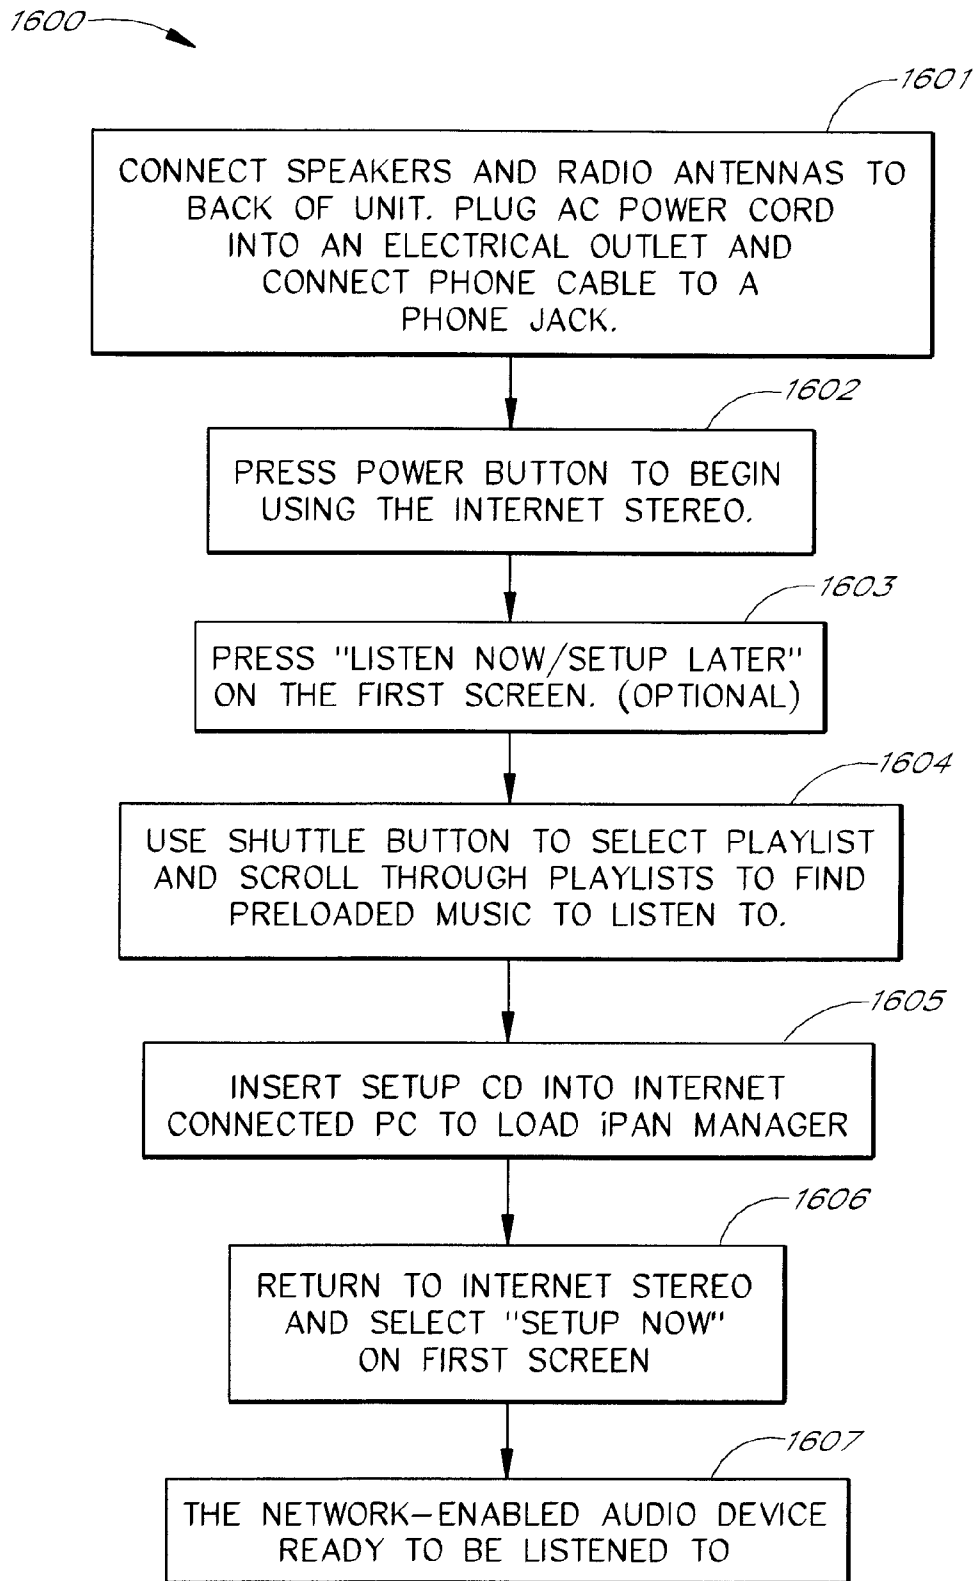 1600
1601
CONNECT SPEAKERS AND RADIO ANTENNAS TO
BACK OF UNIT. PLUG AC POWER CORD
INTO AN ELECTRICAL OUTLET AND
CONNECT PHONE CABLE TO A
PHONE JACK.
1602
PRESS POWER BUTTON TO BEGIN
USING THE INTERNET STEREO.
1603
PRESS "LISTEN NOW/SETUP LATER"
ON THE FIRST SCREEN. (OPTIONAL)
1604
USE SHUTTLE BUTTON TO SELECT PLAYLIST
AND SCROLL THROUGH PLAYLISTS TO FIND
PRELOADED MUSIC TO LISTEN TO.
1605
INSERT SETUP CD INTO INTERNET
CONNECTED PC TO LOAD iPAN MANAGER
1606
RETURN TO INTERNET STEREO
AND SELECT "SETUP NOW"
ON FIRST SCREEN
1607
THE NETWORK-ENABLED AUDIO DEVICE
READY TO BE LISTENED TO